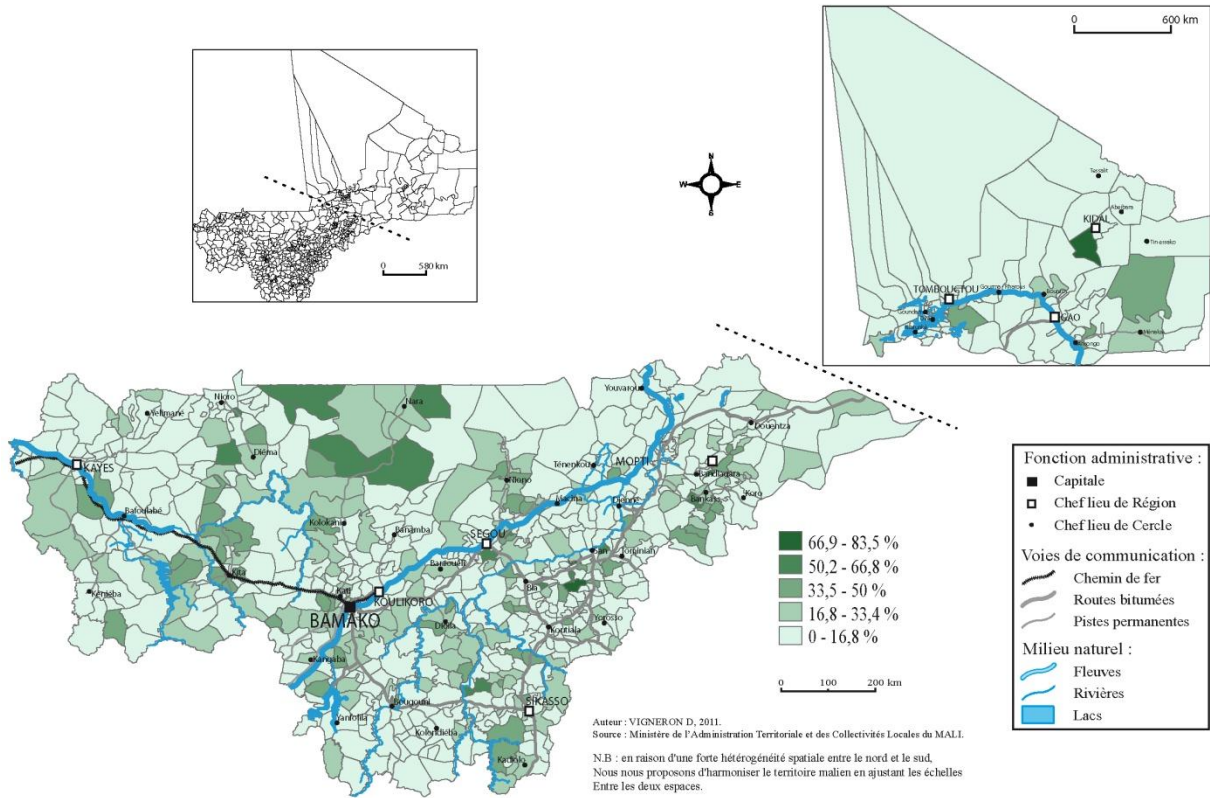 0 600 km
N
W E
S
0 580 km
Tessalit
Abeibara
KIDAL
Tin essako
TOMBOUCTOU
Bourem
Goundam
GAO
Ménaka
Ansongo
Youvarou
Nioro
Yélimané
Nara
Douentza
Diéma
KAYES
Ténenkou
MOPTI
Bandiagara
Niono
Bankass
Koro
Macina
Djenné
Bafoulabé
Kolokani
Banamba
SEGOU
San
Tominian
Baroueli
Kita
Bla
Kéniéba
Kati
KOULIKORO
BAMAKO
Dioila
Yorosso
Koutiala
Kangaba
Bougouni
SIKASSO
Yanfolila
Kolondiéba
Kadiolo
66,9 - 83,5 %
50,2 - 66,8 %
33,5 - 50 %
16,8 - 33,4 %
0 - 16,8 %
0 100 200 km
Fonction administrative :
Capitale
Chef lieu de Région
Chef lieu de Cercle
Voies de communication :
Chemin de fer
Routes bitumées
Pistes permanentes
Milieu naturel :
Fleuves
Rivières
Lacs
Auteur : VIGNERON D, 2011.
Source : Ministère de l'Administration Territoriale et des Collectivités Locales du MALI.
N.B : en raison d'une forte hétérogénéité spatiale entre le nord et le sud,
Nous nous proposons d'harmoniser le territoire malien en ajustant les échelles
Entre les deux espaces.